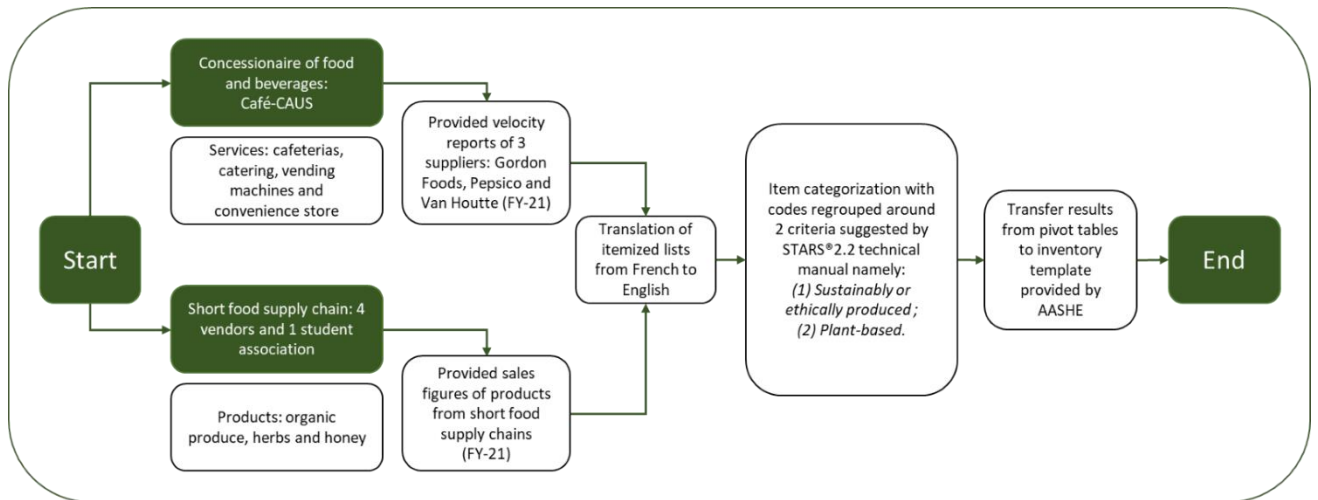 Start
Concessionaire of food
and beverages:
Café-CAUS
Services: cafeterias,
catering, vending
machines and
convenience store
Provided velocity
reports of 3
suppliers: Gordon
Foods, Pepsico and
Van Houtte (FY-21)
Short food supply chain: 4
vendors and 1 student
association
Products: organic
produce, herbs and honey
Provided sales
figures of products
from short food
supply chains
(FY-21)
Translation of
itemized lists
from French to
English
Item categorization with
codes regrouped around
2 criteria suggested by
STARS®2.2 technical
manual namely:
(1) Sustainably or
ethically produced ;
(2) Plant-based.
Transfer results
from pivot tables
to inventory
template
provided by
AASHE
End